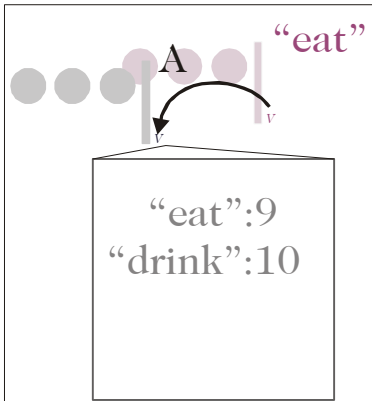 “eat”
A
v
v
“eat”:9
“drink”:10